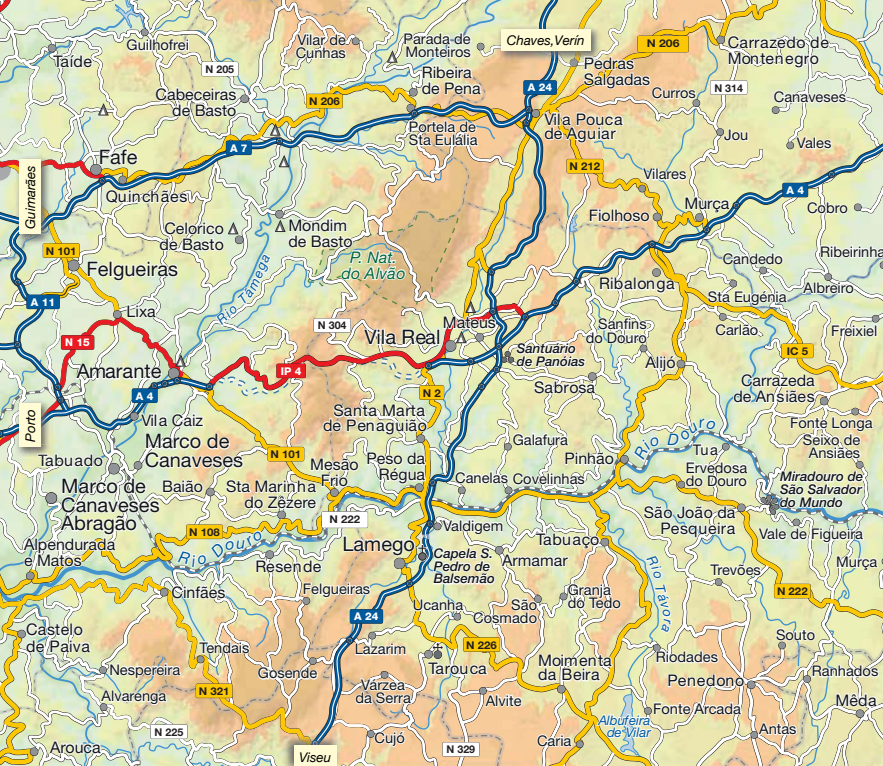 Guilhofrei
Taíde
N 205
Vilar de
Cunhas
Parada de
Monteiros
Chaves,Verín
N 206
Carrazedo de
Montenegro
Pedras
Salgadas
Cabeceiras
de Basto
N 206
Ribeira
de Pena
A 24
Curros
N 314
Canaveses
Portela de
Sta Eulália
Vila Pouca
de Aguiar
Jou
Vales
Fafe
A 7
N 212
Vilares
A 4
Guimarães
Quinchães
Murça
Cobro
Fiolhoso
Celorico
de Basto
Mondim
de Basto
N 101
Felgueiras
P. Nat.
do Alvão
Candedo
Ribeirinha
Rio Tâmega
Ribalonga
Sta Eugénia
Albreiro
A 11
Lixa
N 304
Mateus
Sanfins
do Douro
Carlão
Freixiel
N 15
Vila Real
Santuário
de Panóias
Alijó
IC 5
Amarante
IP 4
Sabrosa
Carrazeda
de Ansiães
A 4
N 2
Porto
Vila Caiz
Santa Marta
de Penaguião
Fonte Longa
Marco de
Canaveses
N 101
Galafura
Rio Douro
Tua
Seixo de
Ansiães
Tabuado
Mesão
Frio
Peso da
Régua
Pinhão
Ervedosa
do Douro
Miradouro de
São Salvador
do Mundo
Marco de
Canaveses
Abragão
Baião
Sta Marinha
do Zêzere
Canelas
Covelinhas
N 222
São João da
Pesqueira
N 108
Valdigem
Vale de Figueira
Alpendurada
e Matos
Rio Douro
Lamego
Tabuaço
Capela S.
Pedro de
Balsemão
Armamar
Resende
Rio Távora
Trevões
Murça
Cinfães
Felgueiras
Granja
do Tedo
N 222
A 24
Ucanha
São
Cosmado
Castelo
de Paiva
Tendais
Lazarim
N 226
Souto
Tarouca
Riodades
Nespereira
Gosende
Moimenta
da Beira
Penedono
Ranhados
N 321
Várzea
da Serra
Alvarenga
Alvite
Fonte Arcada
Mêda
N 225
Albufeira
de Vilar
Antas
Arouca
Viseu
Cujó
N 329
Caria